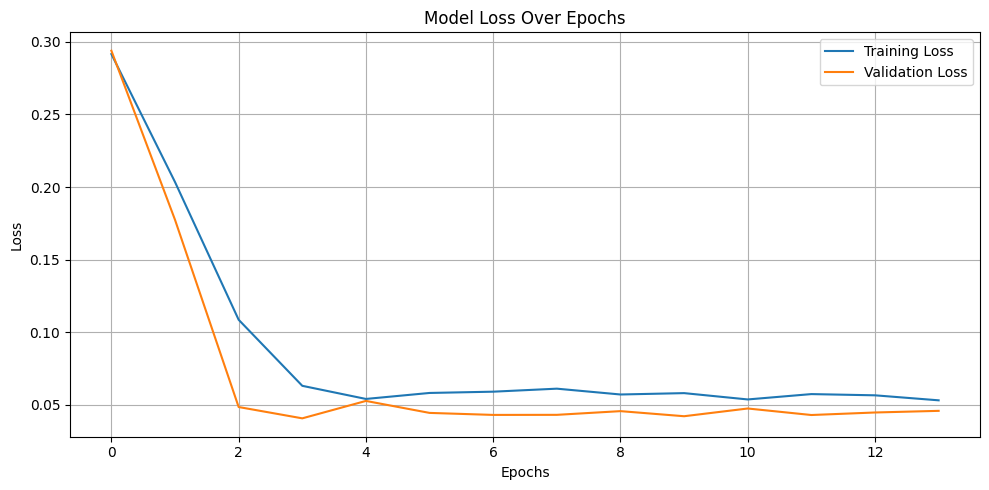 Model Loss Over Epochs
Training Loss
Validation Loss
0.30
0.25
0.20
0.15
0.10
0.05
Loss
0 2 4 6 8 10 12
Epochs